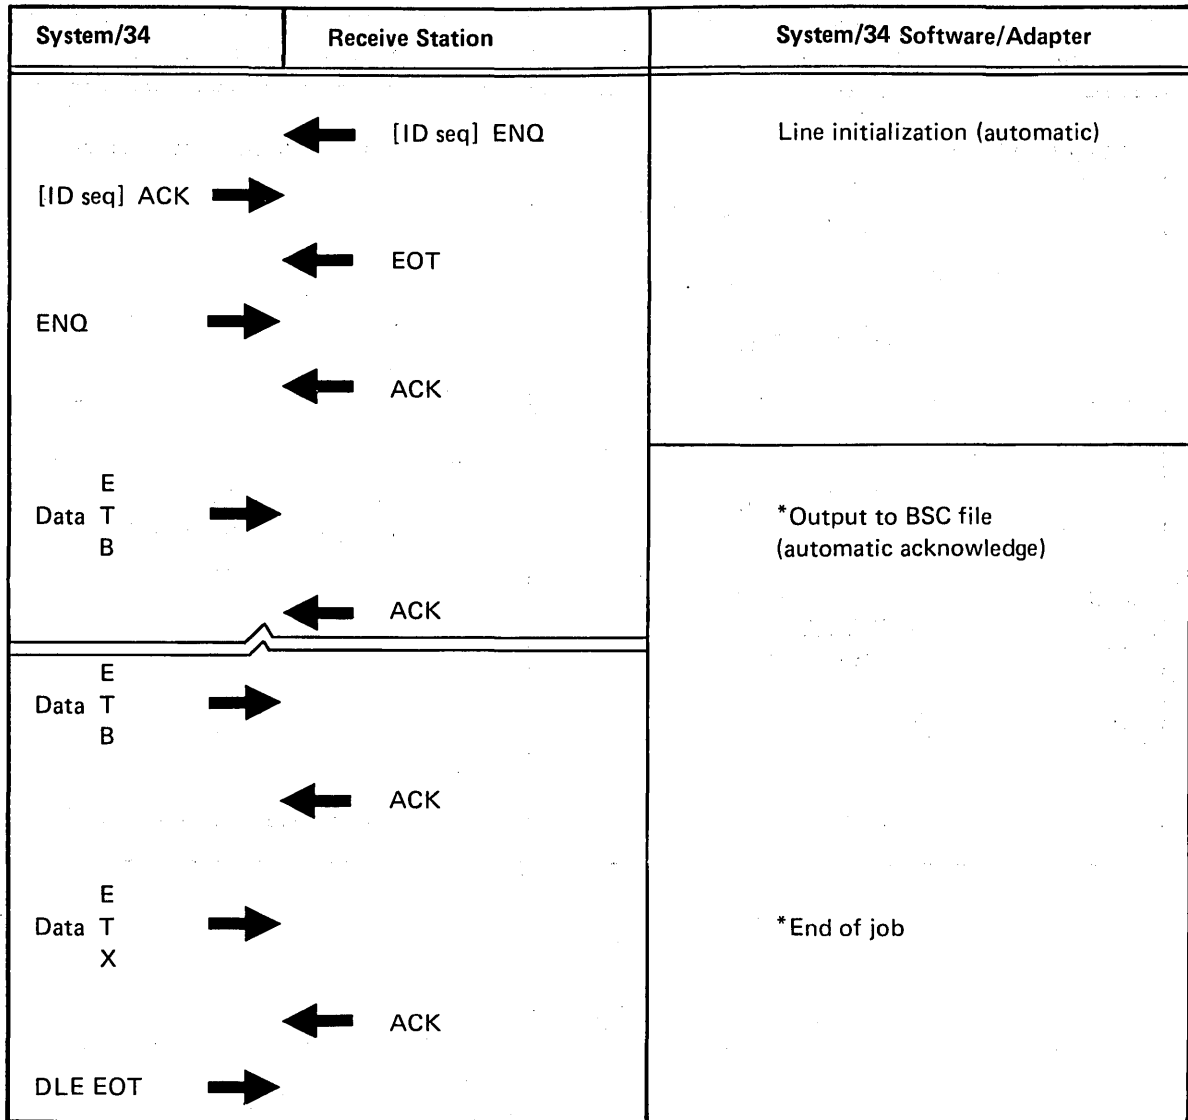 System/34 Receive Station System/34 Software/Adapter
[ID seq] ENQ Line initialization (automatic)
[ID seq] ACK
EOT
ENQ
ACK
E
Data T *Output to BSC file
B (automatic acknowledge)
ACK
E
Data T
B
ACK
E
Data T *End of job
X
ACK
DLE EOT